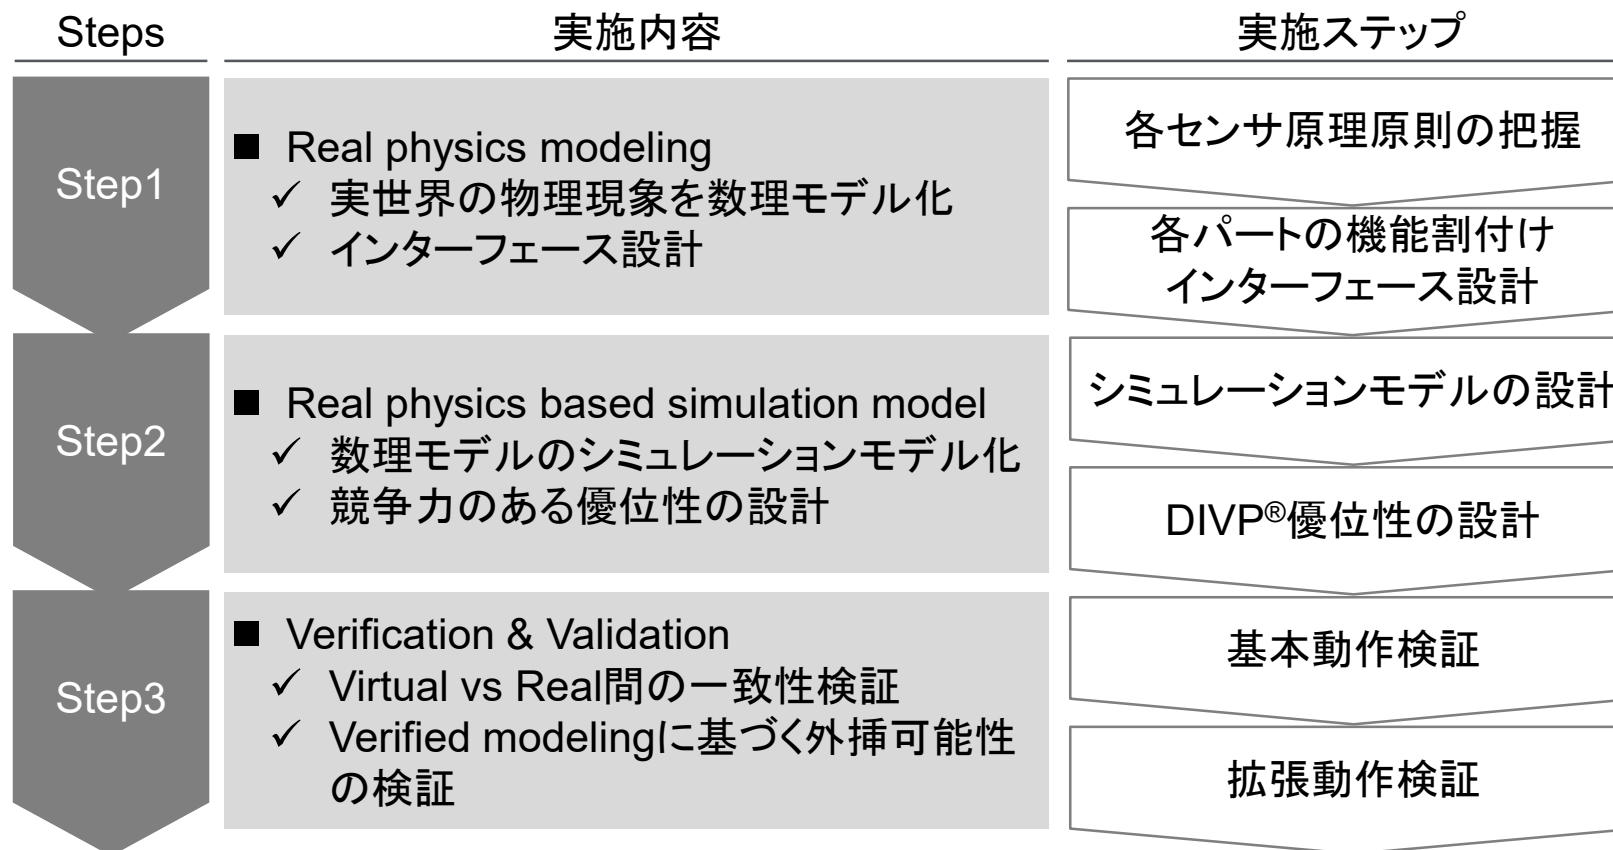 Steps
実施内容
実施ステップ
Step1
■ Real physics modeling
✓ 実世界の物理現象を数理モデル化
✓ インターフェース設計
各センサ原理原則の把握
各パートの機能割付け
インターフェース設計
Step2
■ Real physics based simulation model
✓ 数理モデルのシミュレーションモデル化
✓ 競争力のある優位性の設計
シミュレーションモデルの設計
DIVP®優位性の設計
Step3
■ Verification & Validation
✓ Virtual vs Real間の一致性検証
✓ Verified modelingに基づく外挿可能性
の検証
基本動作検証
拡張動作検証